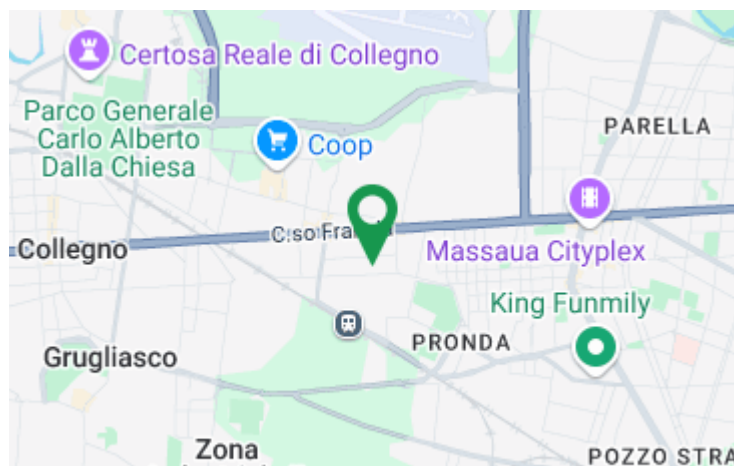 Certosa Reale di Collegno
Parco Generale
Carlo Alberto
Dalla Chiesa
Coop
PARELLA
C.so
Collegno
Massaua Cityplex
King Funmily
PRONDA
Grugliasco
Zona
POZZO STRA